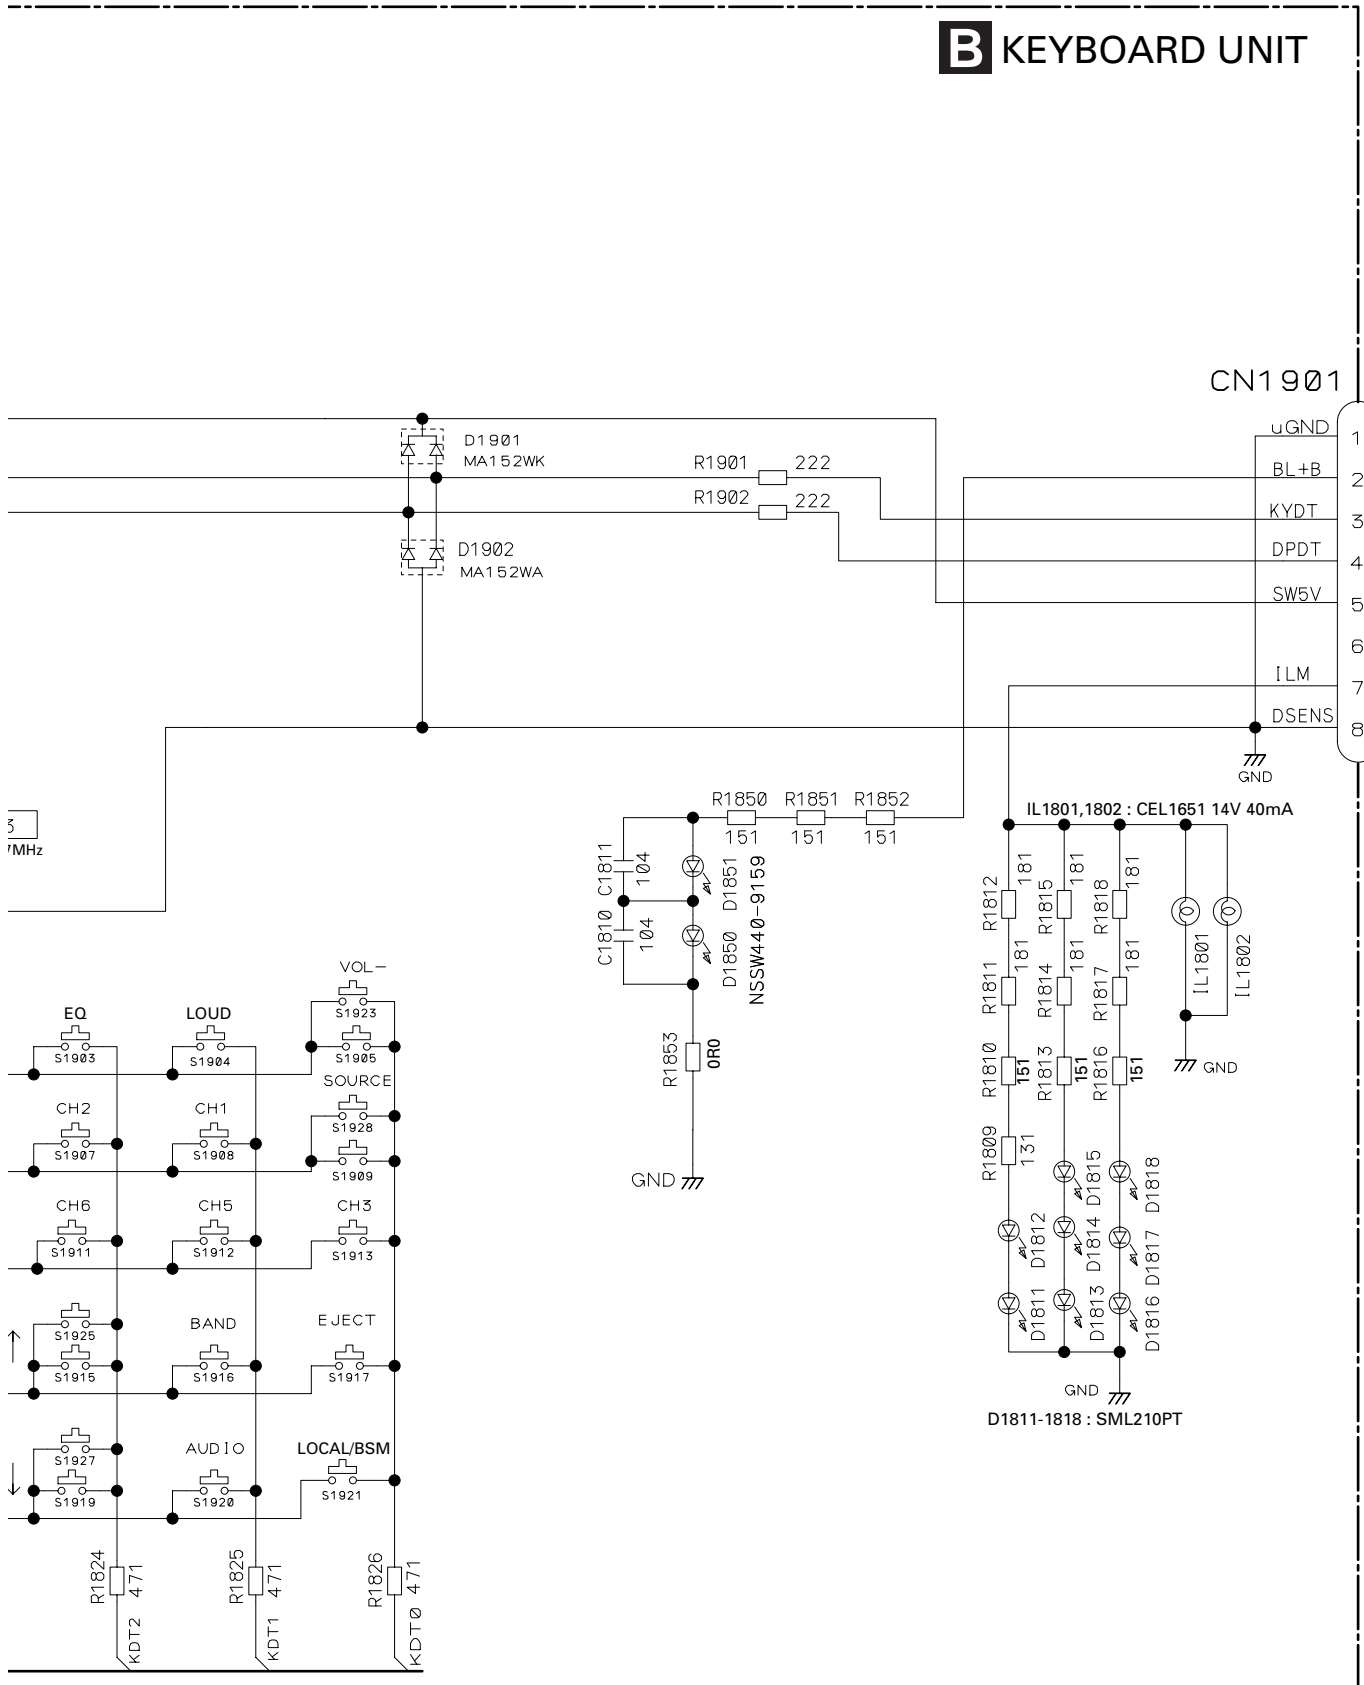 B KEYBOARD UNIT
CN1901
uGND 1
BL+B 2
KYDT 3
DPDT 4
SW5V 5
6
ILM 7
DSENS 8
GND
D1901
MA152WK
R1901 222
R1902 222
D1902
MA152WA
7MHz
R1850 R1851 R1852
151 151 151
C1811 104
C1810 104
D1851
D1850
NSSW440-9159
R1853 0R0
GND
IL1801,1802 : CEL1651 14V 40mA
R1812 181
R1815 181
R1818 181
R1811 181
R1814 181
R1817 181
R1810 151
R1813 151
R1816 151
R1809 131
IL1801
IL1802
GND
D1815
D1818
D1812
D1814
D1817
D1811
D1813
D1816
GND
D1811-1818 : SML210PT
VOL-
S1923
EQ
S1903
LOUD
S1904
S1905
SOURCE
S1928
CH2
S1907
CH1
S1908
S1909
CH6
S1911
CH5
S1912
CH3
S1913
S1925
↑
S1915
BAND
S1916
EJECT
S1917
S1927
↓
S1919
AUDIO
S1920
LOCAL/BSM
S1921
R1824 471
R1825 471
R1826 471
KDT2
KDT1
KDT0